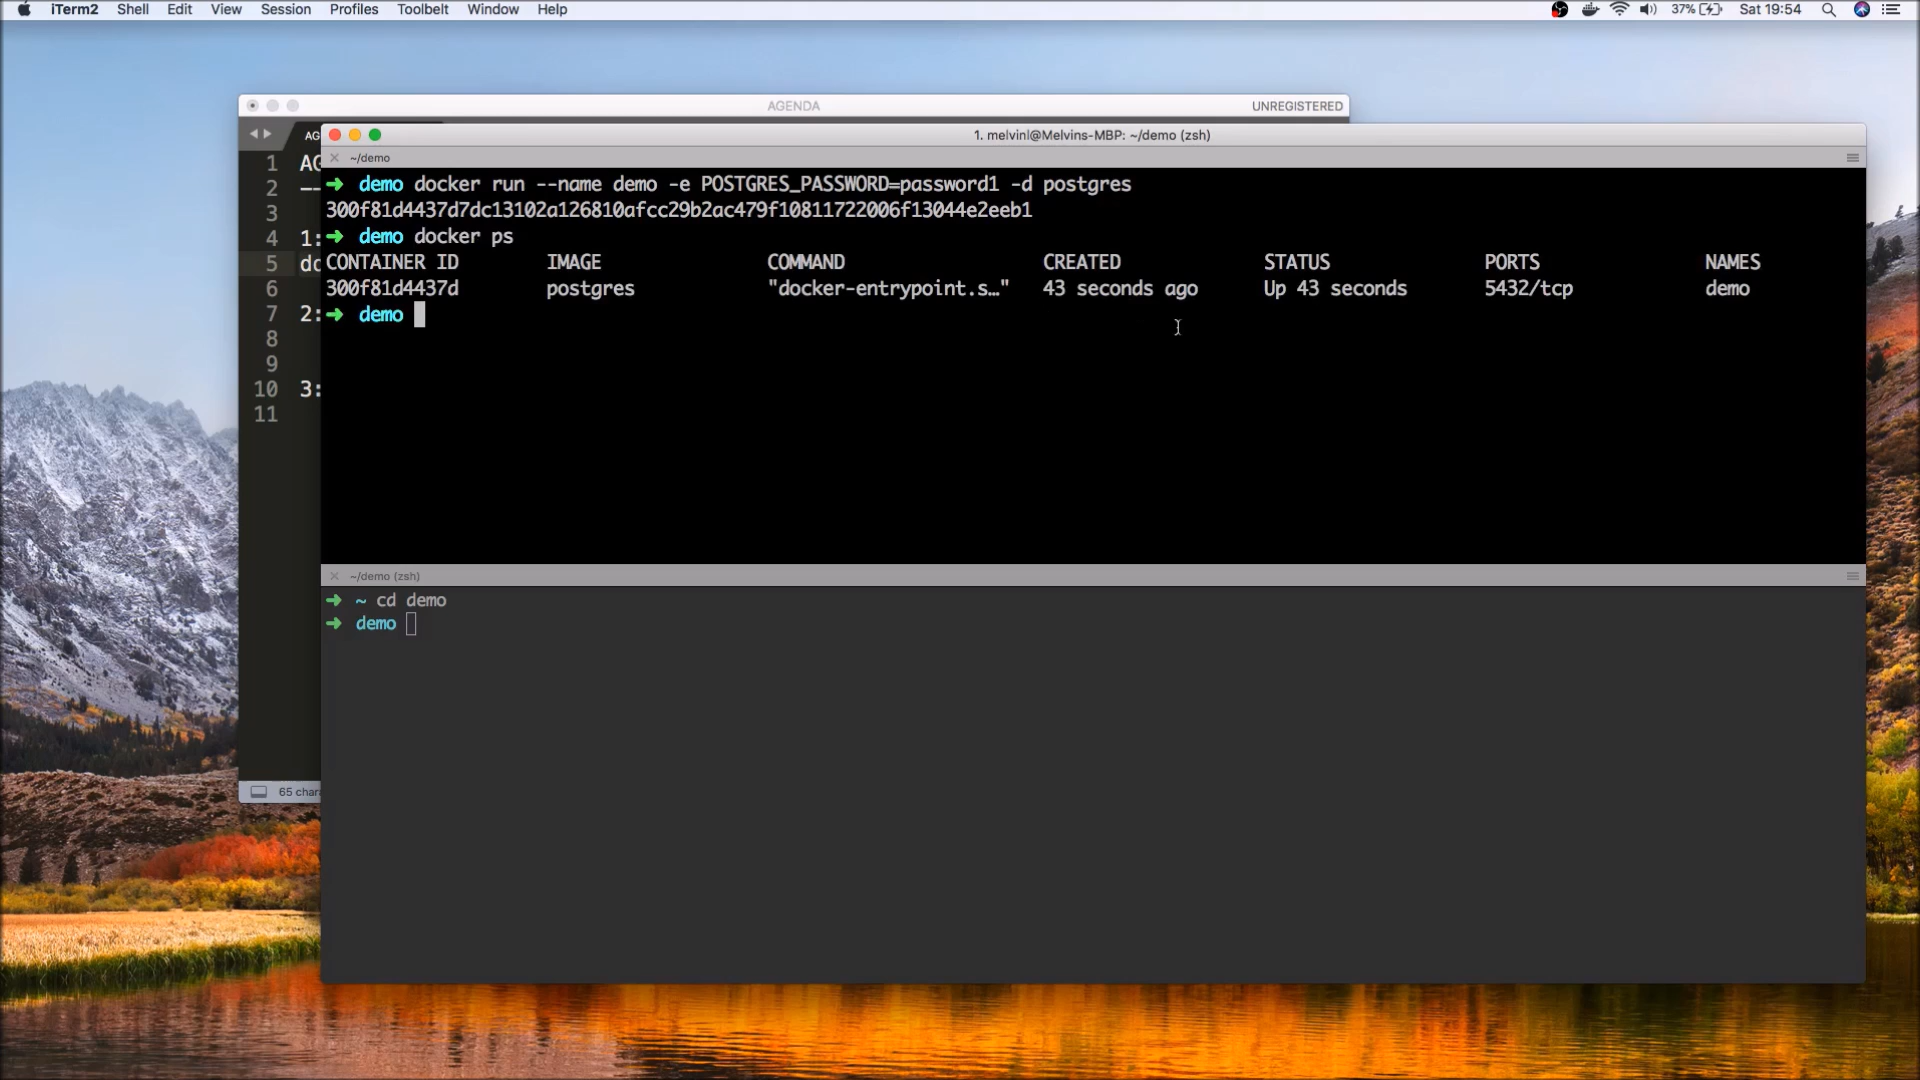 iTerm2 Shell Edit View Session Profiles Toolbelt Window Help 37% Sat 19:54
AGENDA UNREGISTERED
AG 1. melvinl@Melvins-MBP: ~/demo (zsh)
~/demo
1 AG
2 --
3
4 1:
5 do
6
7 2:
8
9
10 3:
11
65 chara
➜ demo docker run --name demo -e POSTGRES_PASSWORD=password1 -d postgres
300f81d4437d7dc13102a126810afcc29b2ac479f10811722006f13044e2eeb1
➜ demo docker ps
CONTAINER ID IMAGE COMMAND CREATED STATUS PORTS NAMES
300f81d4437d postgres "docker-entrypoint.s…" 43 seconds ago Up 43 seconds 5432/tcp demo
➜ demo
~/demo (zsh)
➜ ~ cd demo
➜ demo